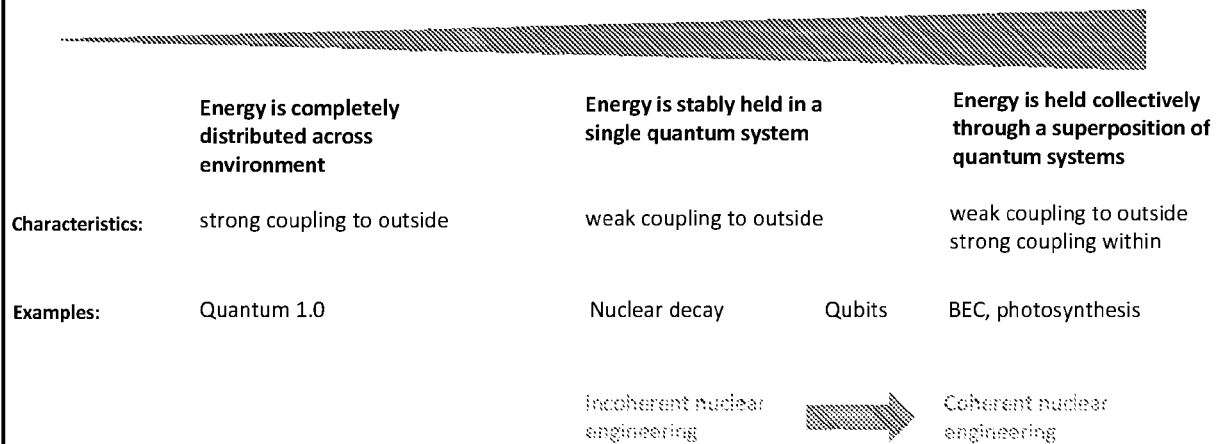 Energy is completely
distributed across
environment
Energy is stably held in a
single quantum system
Energy is held collectively
through a superposition of
quantum systems
Characteristics:
strong coupling to outside
weak coupling to outside
weak coupling to outside
strong coupling within
Examples:
Quantum 1.0
Nuclear decay
Qubits
BEC, photosynthesis
Incoherent nuclear
engineering
Coherent nuclear
engineering